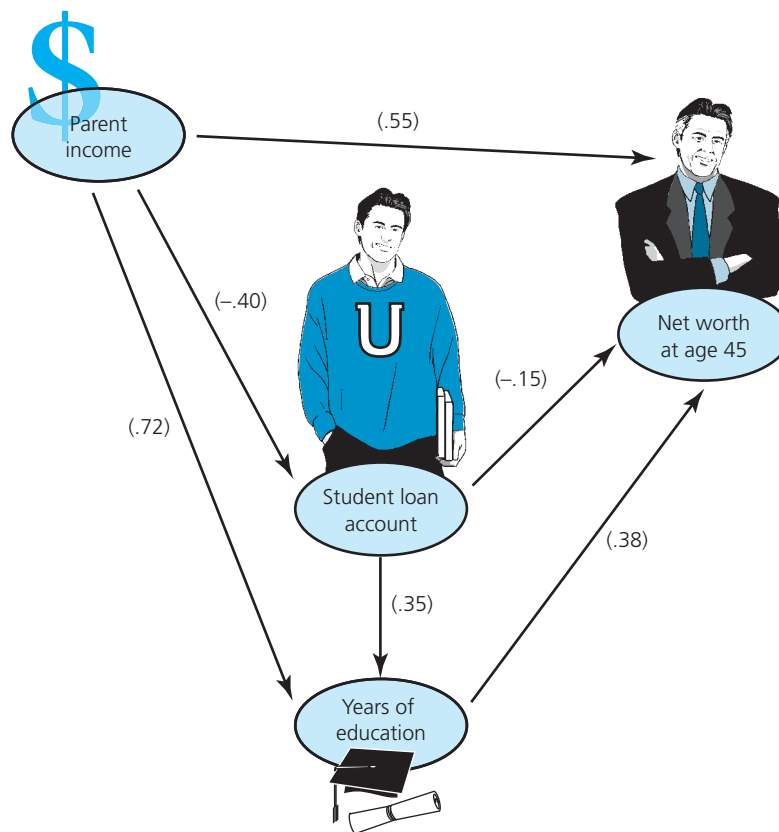 $
Parent
income
(.55)
U
(–.40)
Net worth
at age 45
(–.15)
(.72)
Student loan
account
(.38)
(.35)
Years of
education